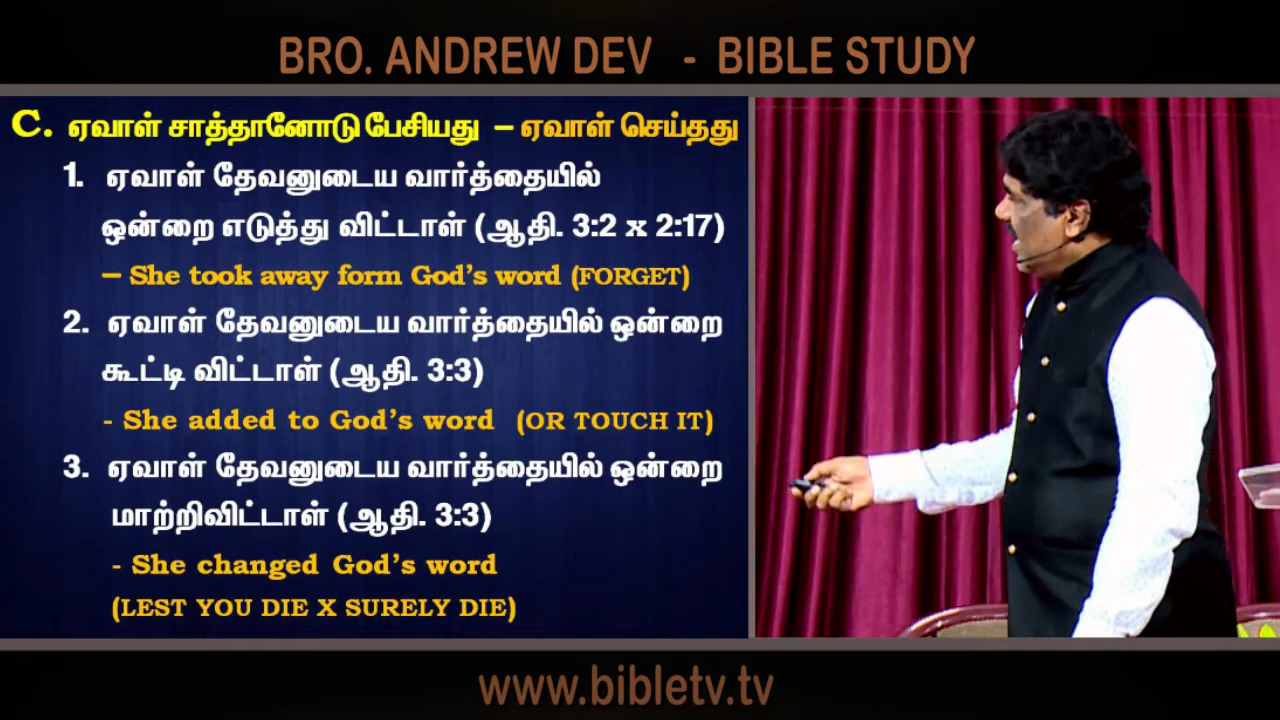 BRO. ANDREW DEV - BIBLE STUDY
C. ஏவாள் சாத்தானோடு பேசியது – ஏவாள் செய்தது
1. ஏவாள் தேவனுடைய வார்த்தையில்
ஒன்றை எடுத்து விட்டாள் (ஆதி. 3:2 x 2:17)
– She took away form God's word (FORGET)
2. ஏவாள் தேவனுடைய வார்த்தையில் ஒன்றை
கூட்டி விட்டாள் (ஆதி. 3:3)
- She added to God's word (OR TOUCH IT)
3. ஏவாள் தேவனுடைய வார்த்தையில் ஒன்றை
மாற்றிவிட்டாள் (ஆதி. 3:3)
- She changed God's word
(LEST YOU DIE X SURELY DIE)
www.bibletv.tv